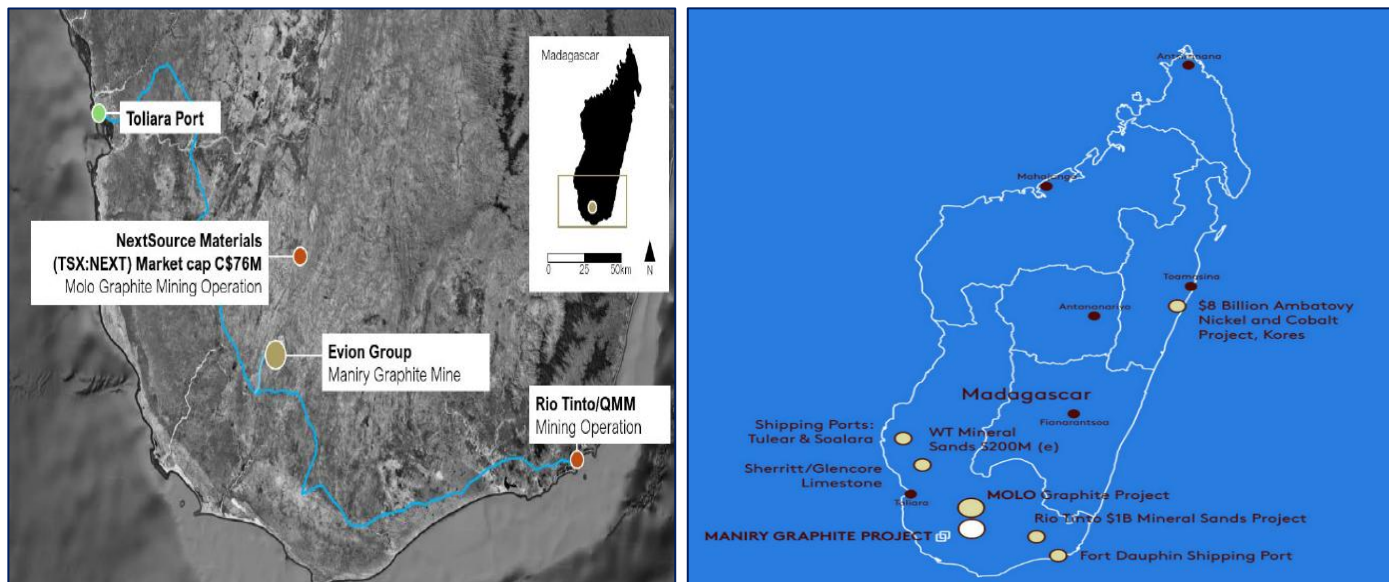 Madagascar
Toliara Port
NextSource Materials
(TSX:NEXT) Market cap C$76M
Molo Graphite Mining Operation
0 25 50km
N
Evion Group
Maniry Graphite Mine
Rio Tinto/QMM
Mining Operation
Mahajanga
Toamasina
Antananarivo
$8 Billion Ambatovy
Nickel and Cobalt
Project, Kores
Madagascar
Fianarantsoa
Shipping Ports:
Tulear & Soalara
WT Mineral
Sands $200M (e)
Sherritt/Glencore
Limestone
Toliara
MOLO Graphite Project
Rio Tinto $1B Mineral Sands Project
MANIRY GRAPHITE PROJECT
Fort Dauphin Shipping Port